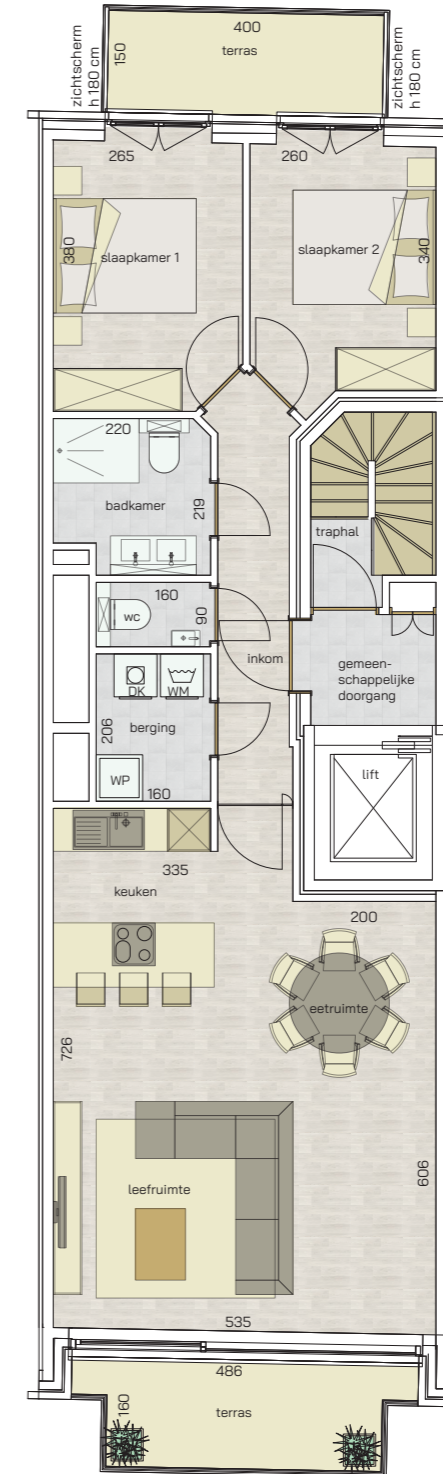 400
terras
150
zichtscherm
h 180 cm
zichtscherm
h 180 cm
265
260
380
slaapkamer 1
slaapkamer 2
340
220
badkamer
219
traphal
160
wc
90
inkom
gemeen-
schappelijke
doorgang
DK
WM
206
berging
WP
160
lift
335
keuken
200
eetruimte
726
leefruimte
606
535
486
160
terras